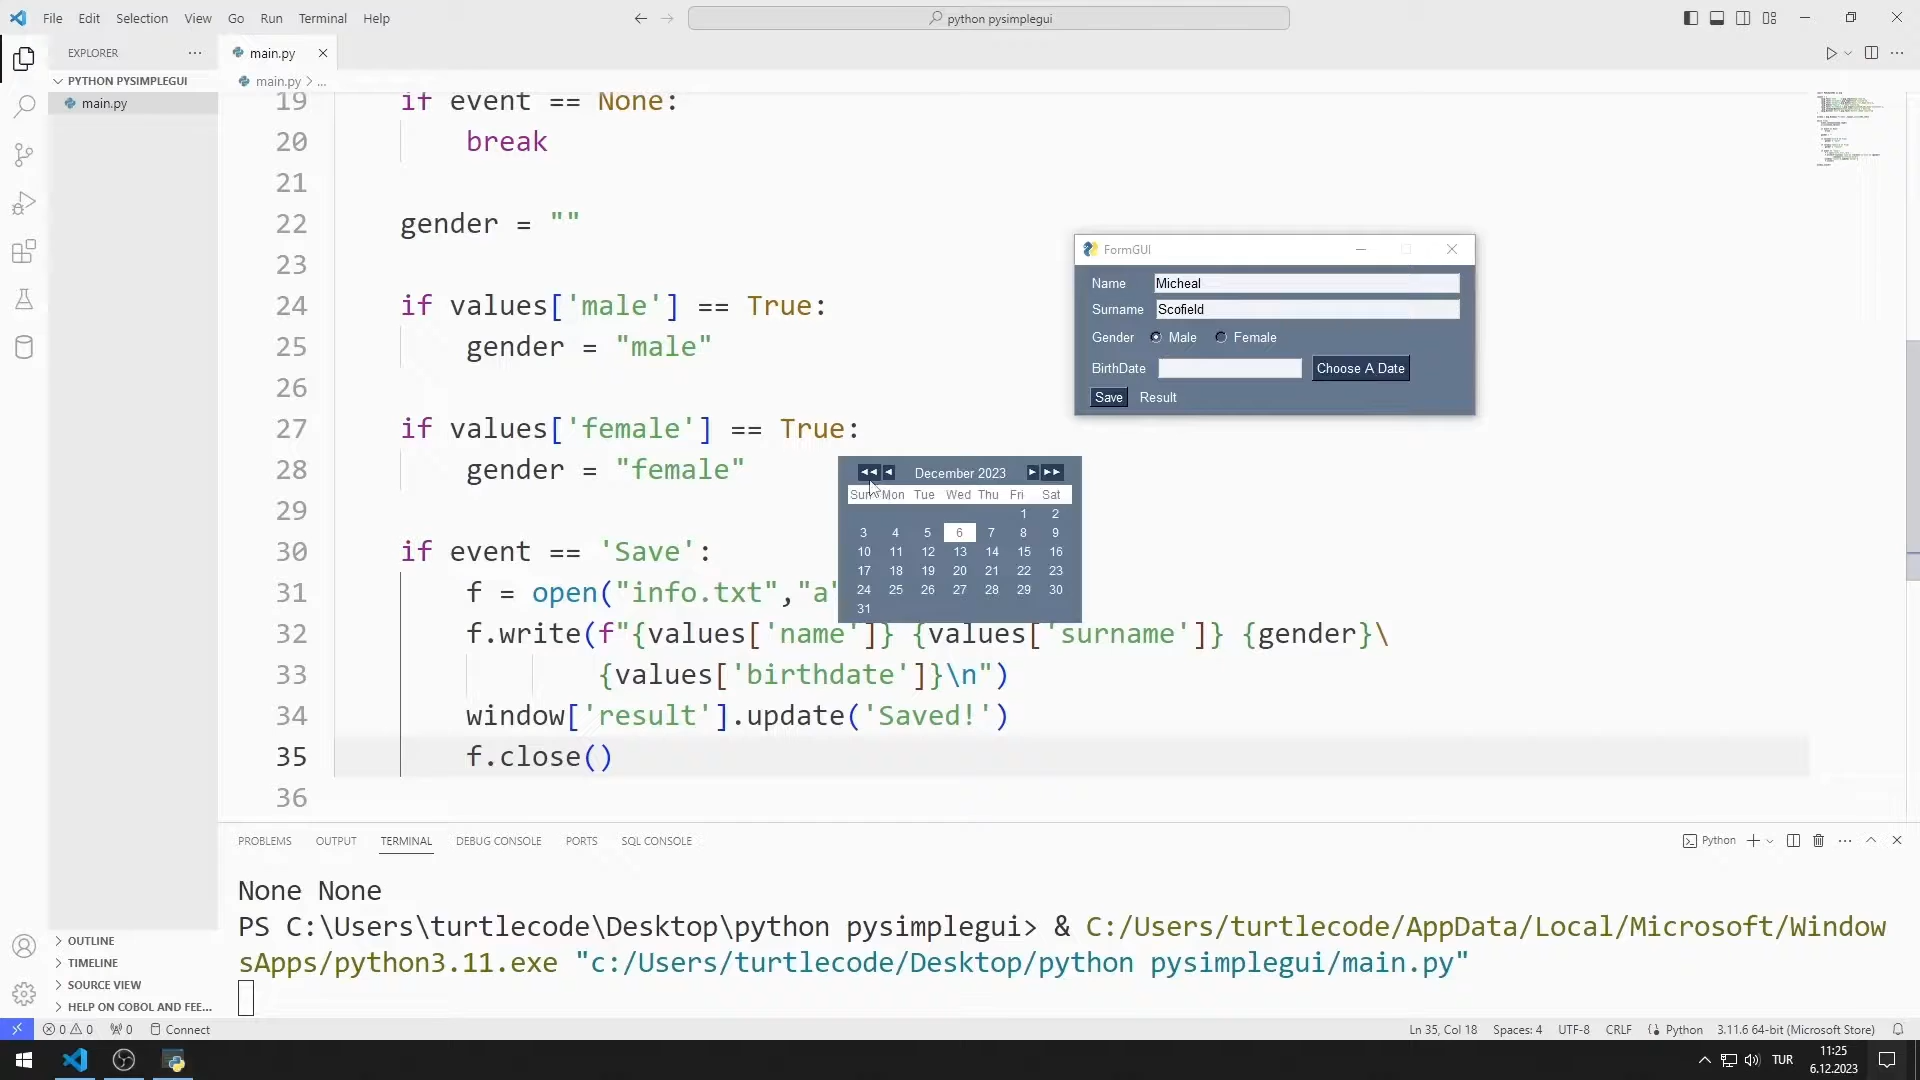 File Edit Selection View Go Run Terminal Help
python pysimplegui
EXPLORER
main.py
PYTHON PYSIMPLEGUI
main.py
main.py > ...
19 if event == None:
20 break
21
22 gender = ""
23
24 if values['male'] == True:
25 gender = "male"
26
27 if values['female'] == True:
28 gender = "female"
29
30 if event == 'Save':
31 f = open("info.txt","a'
32 f.write(f"{values['name']} {values['surname']} {gender}\
33 {values['birthdate']}\n")
34 window['result'].update('Saved!')
35 f.close()
36
FormGUI
Name Micheal
Surname Scofield
Gender Male Female
BirthDate Choose A Date
Save Result
December 2023
Sun Mon Tue Wed Thu Fri Sat
1 2
3 4 5 6 7 8 9
10 11 12 13 14 15 16
17 18 19 20 21 22 23
24 25 26 27 28 29 30
31
PROBLEMS OUTPUT TERMINAL DEBUG CONSOLE PORTS SQL CONSOLE
Python
None None
PS C:\Users\turtlecode\Desktop\python pysimplegui> & C:/Users/turtlecode/AppData/Local/Microsoft/Window
sApps/python3.11.exe "c:/Users/turtlecode/Desktop/python pysimplegui/main.py"
OUTLINE
TIMELINE
SOURCE VIEW
HELP ON COBOL AND FEE...
0 0 0 Connect
Ln 35, Col 18 Spaces: 4 UTF-8 CRLF Python 3.11.6 64-bit (Microsoft Store)
TUR
11:25
6.12.2023